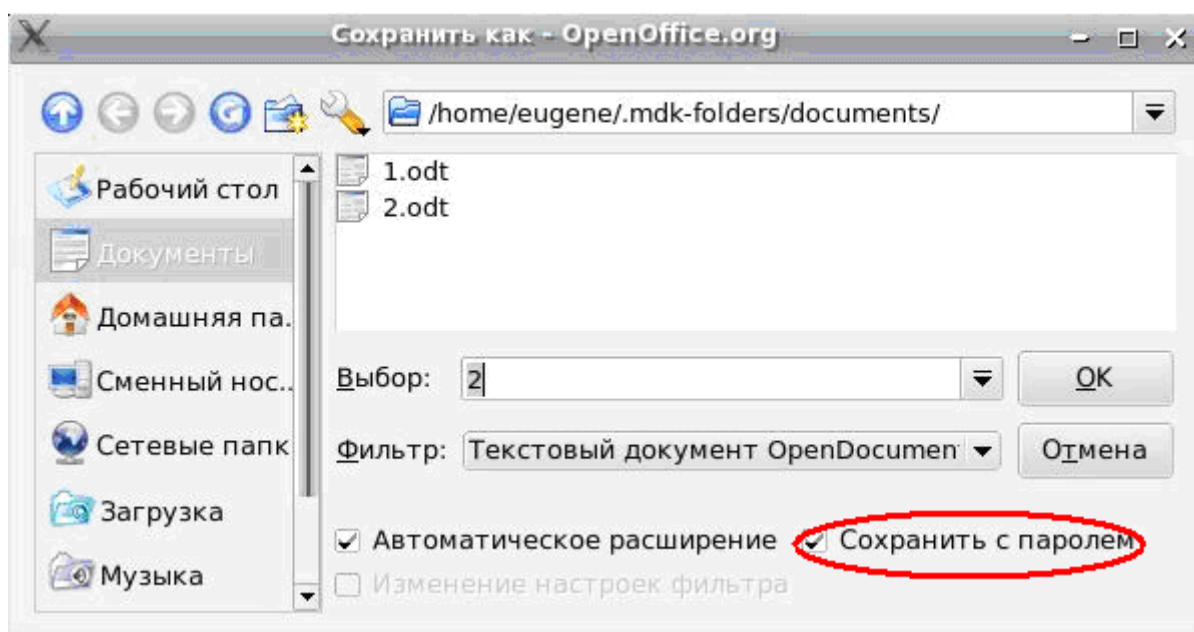 Сохранить как - OpenOffice.org
/home/eugene/.mdk-folders/documents/
Рабочий стол
Документы
Домашняя па.
Сменный нос..
Сетевые папк
Загрузка
Музыка
1.odt
2.odt
Выбор: 2 OK
Фильтр: Текстовый документ OpenDocumen Отмена
Автоматическое расширение Сохранить с паролем
Изменение настроек фильтра